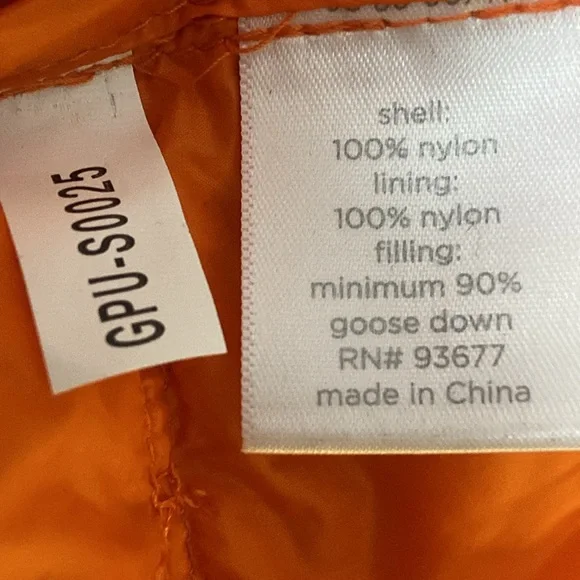 GPU-S0025
shell:
100% nylon
lining:
100% nylon
filling:
minimum 90%
goose down
RN# 93677
made in China